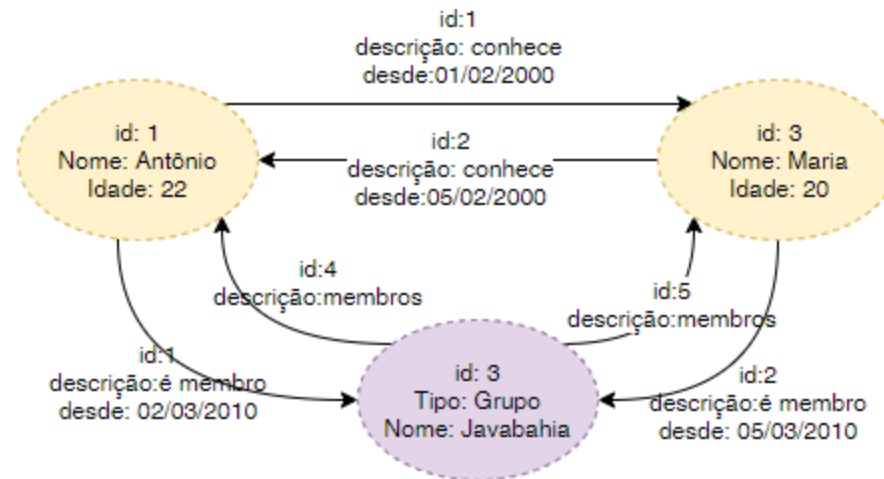 id:1
descrição: conhece
desde:01/02/2000
id: 1
Nome: Antônio
Idade: 22
id:2
descrição: conhece
desde:05/02/2000
id: 3
Nome: Maria
Idade: 20
id:4
descrição:membros
id:5
descrição:membros
id:1
descrição:é membro
desde: 02/03/2010
id: 3
Tipo: Grupo
Nome: Javabahia
id:2
descrição:é membro
desde: 05/03/2010